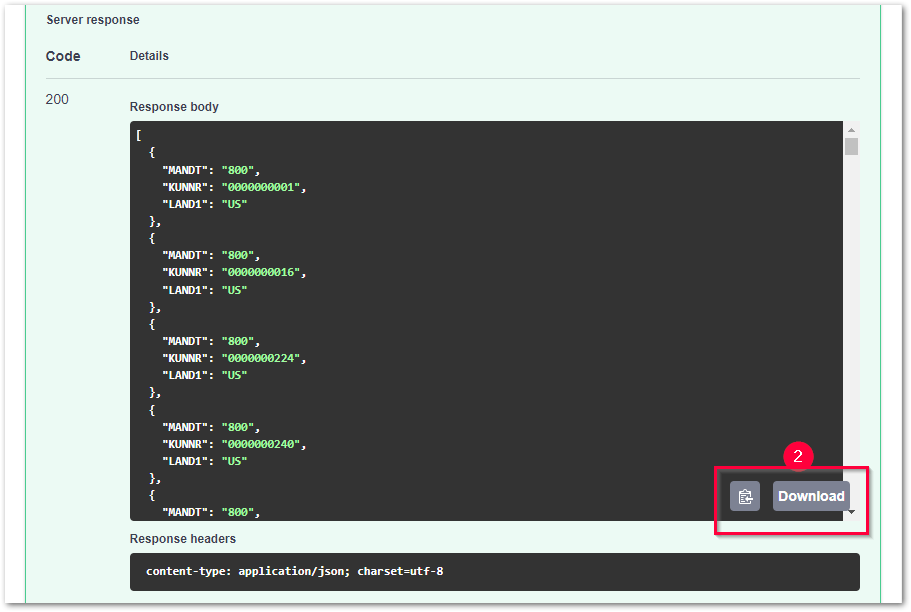 Server response
Code Details
200
Response body
[
  {
    "MANDT": "800",
    "KUNNR": "0000000001",
    "LAND1": "US"
  },
  {
    "MANDT": "800",
    "KUNNR": "0000000016",
    "LAND1": "US"
  },
  {
    "MANDT": "800",
    "KUNNR": "0000000224",
    "LAND1": "US"
  },
  {
    "MANDT": "800",
    "KUNNR": "0000000240",
    "LAND1": "US"
  },
  {
    "MANDT": "800",
2
Download
Response headers
content-type: application/json; charset=utf-8